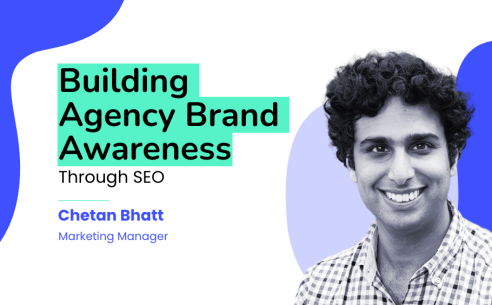 Building
Agency Brand
Awareness
Through SEO
Chetan Bhatt
Marketing Manager